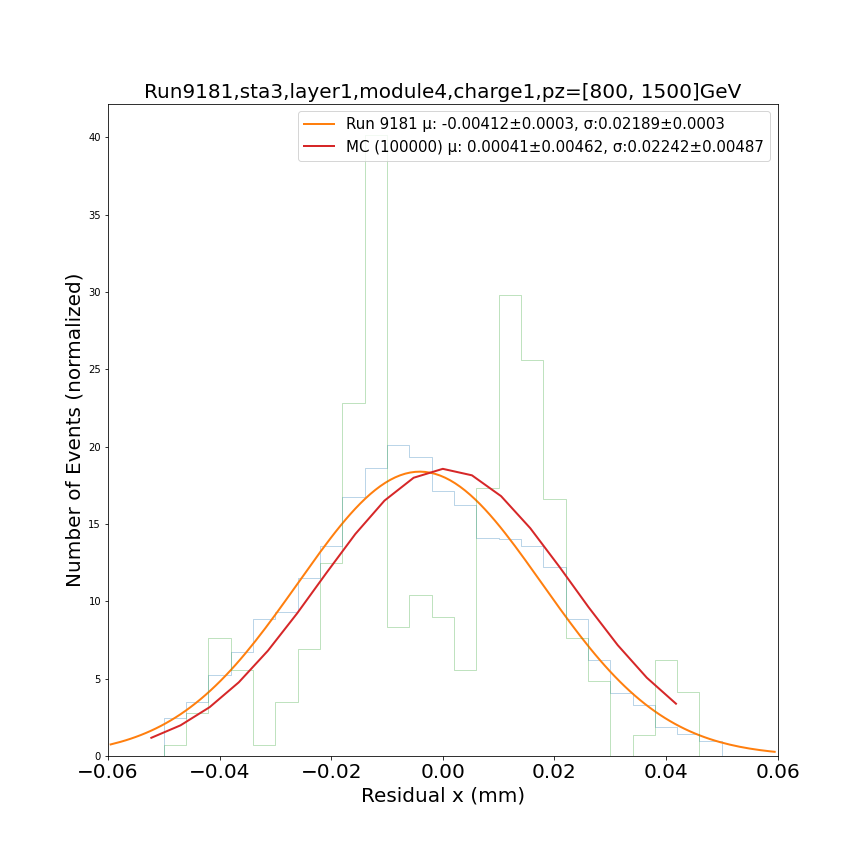 Run9181,sta3,layer1,module4,charge1,pz=[800, 1500]GeV
Run 9181 μ: -0.00412±0.0003, σ:0.02189±0.0003
MC (100000) μ: 0.00041±0.00462, σ:0.02242±0.00487
Number of Events (normalized)
40
35
30
25
20
15
10
5
0
−0.06 −0.04 −0.02 0.00 0.02 0.04 0.06
Residual x (mm)